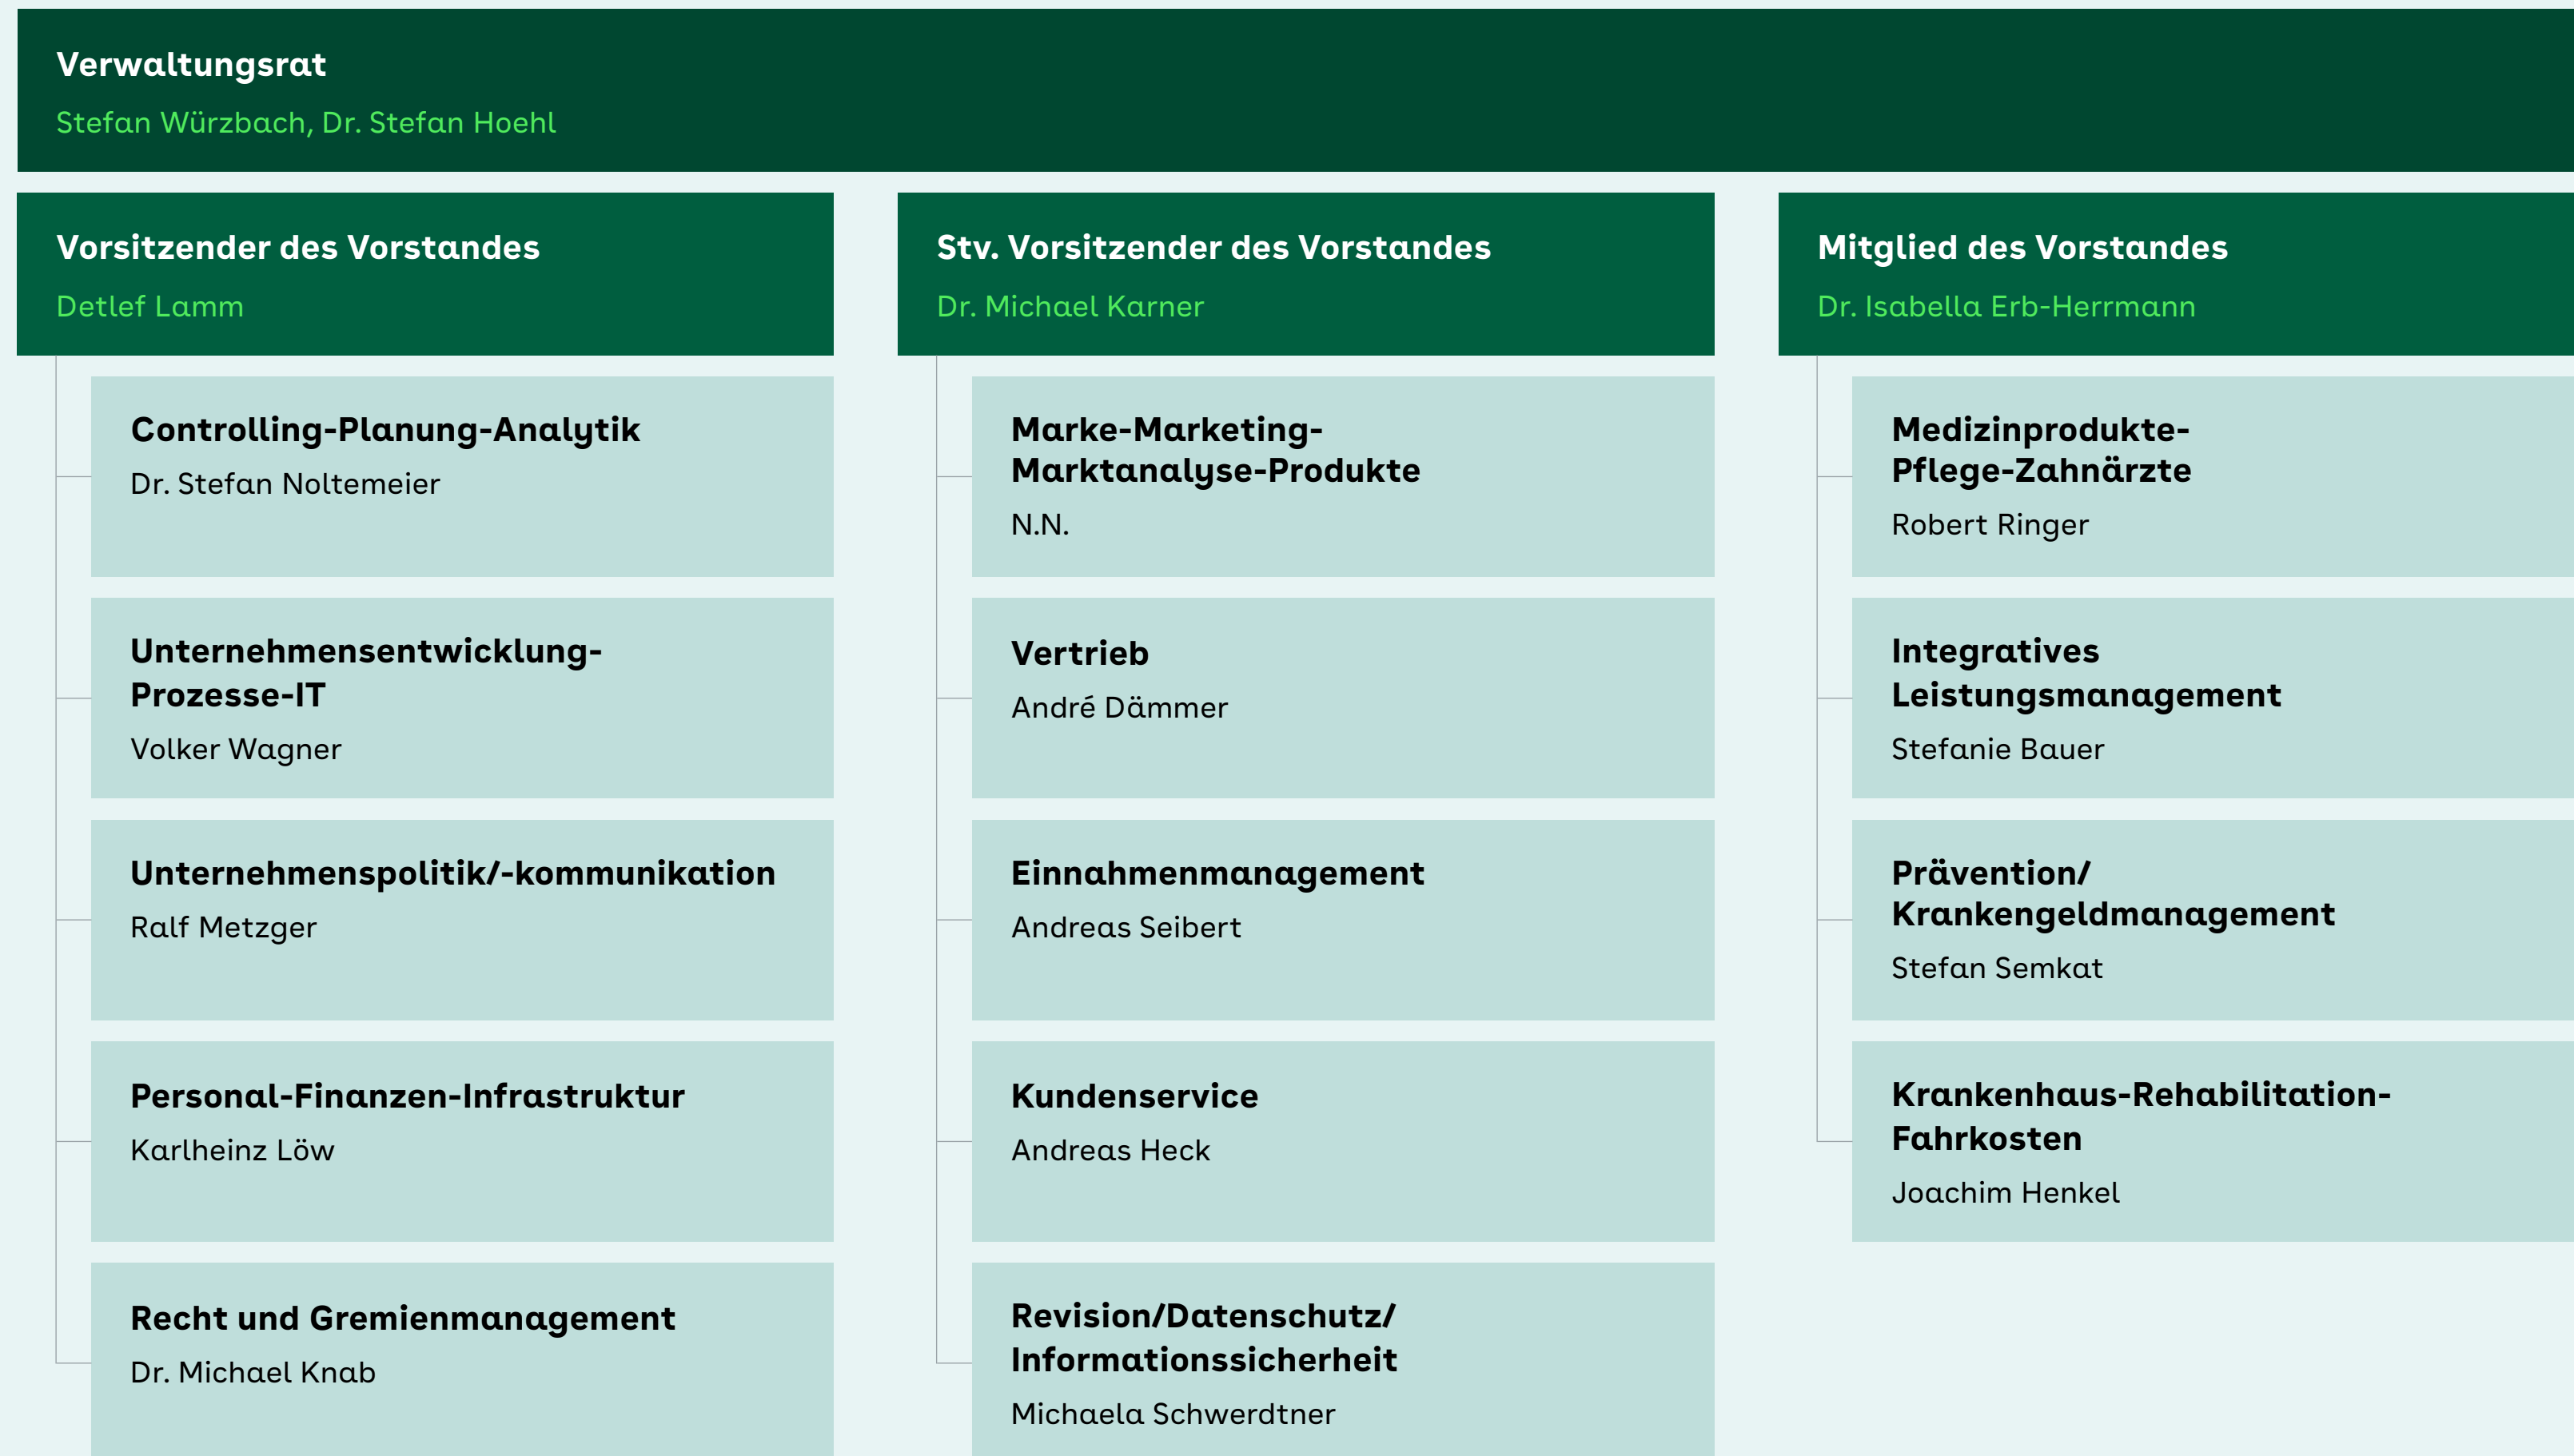 Verwaltungsrat
Stefan Würzbach, Dr. Stefan Hoehl
Vorsitzender des Vorstandes
Detlef Lamm
Controlling-Planung-Analytik
Dr. Stefan Noltemeier
Unternehmensentwicklung-
Prozesse-IT
Volker Wagner
Unternehmenspolitik/-kommunikation
Ralf Metzger
Personal-Finanzen-Infrastruktur
Karlheinz Löw
Recht und Gremienmanagement
Dr. Michael Knab
Stv. Vorsitzender des Vorstandes
Dr. Michael Karner
Marke-Marketing-
Marktanalyse-Produkte
N.N.
Vertrieb
André Dämmer
Einnahmenmanagement
Andreas Seibert
Kundenservice
Andreas Heck
Revision/Datenschutz/
Informationssicherheit
Michaela Schwerdtner
Mitglied des Vorstandes
Dr. Isabella Erb-Herrmann
Medizinprodukte-
Pflege-Zahnärzte
Robert Ringer
Integratives
Leistungsmanagement
Stefanie Bauer
Prävention/
Krankengeldmanagement
Stefan Semkat
Krankenhaus-Rehabilitation-
Fahrkosten
Joachim Henkel